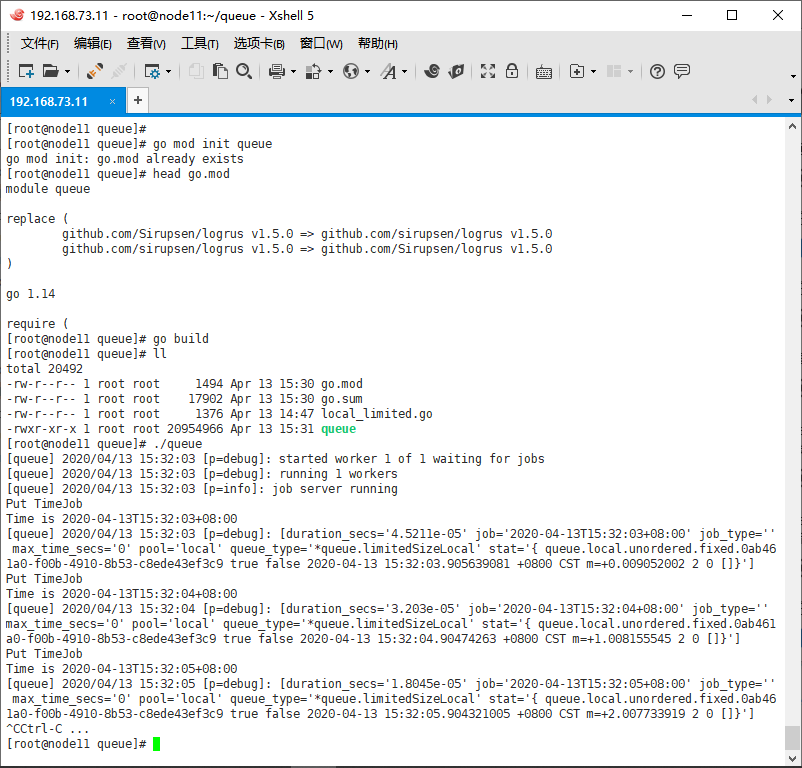 192.168.73.11 - root@node11:~/queue - Xshell 5
文件(F) 编辑(E) 查看(V) 工具(T) 选项卡(B) 窗口(W) 帮助(H)
192.168.73.11 × +
[root@node11 queue]#
[root@node11 queue]# go mod init queue
go mod init: go.mod already exists
[root@node11 queue]# head go.mod
module queue
replace (
        github.com/Sirupsen/logrus v1.5.0 => github.com/sirupsen/logrus v1.5.0
        github.com/Sirupsen/logrus v1.5.0 => github.com/sirupsen/logrus v1.5.0
)
go 1.14
require (
[root@node11 queue]# go build
[root@node11 queue]# ll
total 20492
-rw-r--r-- 1 root root     1494 Apr 13 15:30 go.mod
-rw-r--r-- 1 root root    17902 Apr 13 15:30 go.sum
-rw-r--r-- 1 root root     1376 Apr 13 14:47 local_limited.go
-rwxr-xr-x 1 root root 20954966 Apr 13 15:31 queue
[root@node11 queue]# ./queue
[queue] 2020/04/13 15:32:03 [p=debug]: started worker 1 of 1 waiting for jobs
[queue] 2020/04/13 15:32:03 [p=debug]: running 1 workers
[queue] 2020/04/13 15:32:03 [p=info]: job server running
Put TimeJob
Time is 2020-04-13T15:32:03+08:00
[queue] 2020/04/13 15:32:03 [p=debug]: [duration_secs='4.5211e-05' job='2020-04-13T15:32:03+08:00' job_type=''
 max_time_secs='0' pool='local' queue_type='*queue.limitedSizeLocal' stat='{ queue.local.unordered.fixed.0ab46
1a0-f00b-4910-8b53-c8ede43ef3c9 true false 2020-04-13 15:32:03.905639081 +0800 CST m=+0.009052002 2 0 []}']
Put TimeJob
Time is 2020-04-13T15:32:04+08:00
[queue] 2020/04/13 15:32:04 [p=debug]: [duration_secs='3.203e-05' job='2020-04-13T15:32:04+08:00' job_type=''
max_time_secs='0' pool='local' queue_type='*queue.limitedSizeLocal' stat='{ queue.local.unordered.fixed.0ab461
a0-f00b-4910-8b53-c8ede43ef3c9 true false 2020-04-13 15:32:04.90474263 +0800 CST m=+1.008155545 2 0 []}']
Put TimeJob
Time is 2020-04-13T15:32:05+08:00
[queue] 2020/04/13 15:32:05 [p=debug]: [duration_secs='1.8045e-05' job='2020-04-13T15:32:05+08:00' job_type=''
 max_time_secs='0' pool='local' queue_type='*queue.limitedSizeLocal' stat='{ queue.local.unordered.fixed.0ab46
1a0-f00b-4910-8b53-c8ede43ef3c9 true false 2020-04-13 15:32:05.904321005 +0800 CST m=+2.007733919 2 0 []}']
^CCtrl-C ...
[root@node11 queue]#